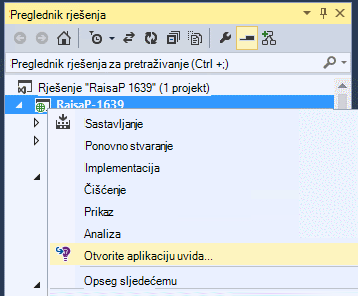 Preglednik rješenja
Preglednik rješenja za pretraživanje (Ctrl +;)
Rješenje "RaisaP 1639" (1 projekt)
RaisaP-1639
Sastavljanje
Ponovno stvaranje
Implementacija
Čišćenje
Prikaz
Analiza
Otvorite aplikaciju uvida...
Opseg sljedećemu